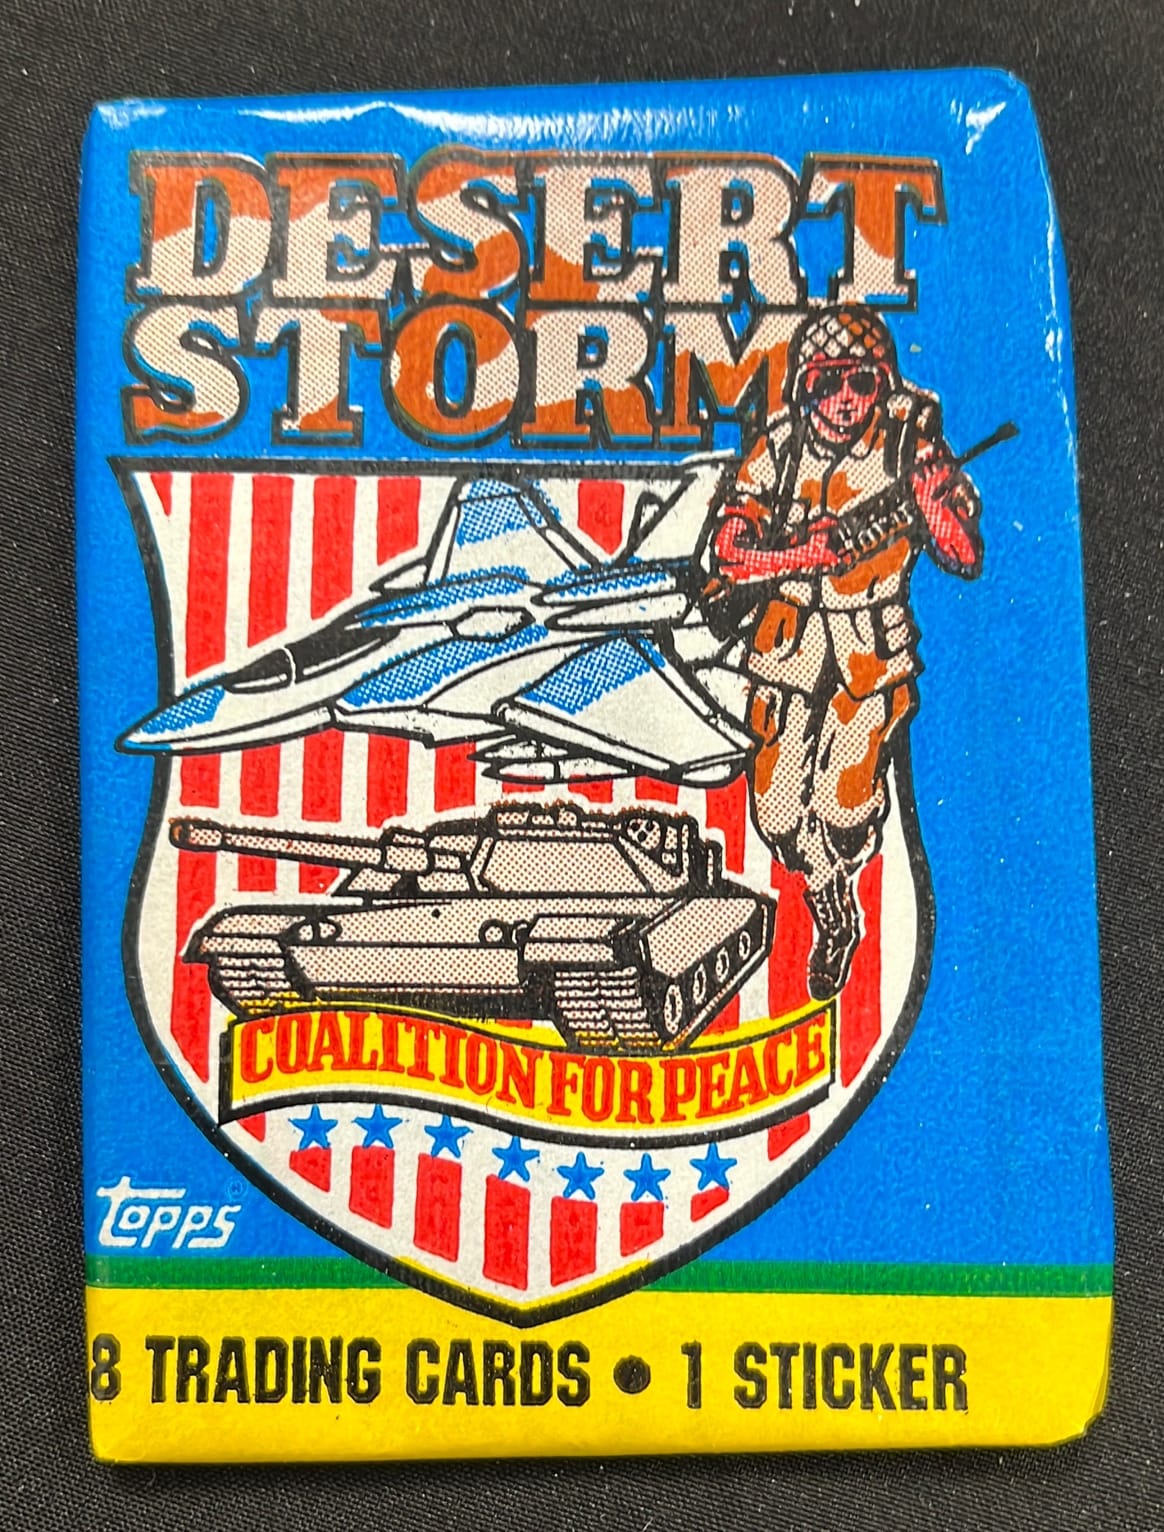 DESERT
STORM
COALITION FOR PEACE
Topps®
8 TRADING CARDS • 1 STICKER